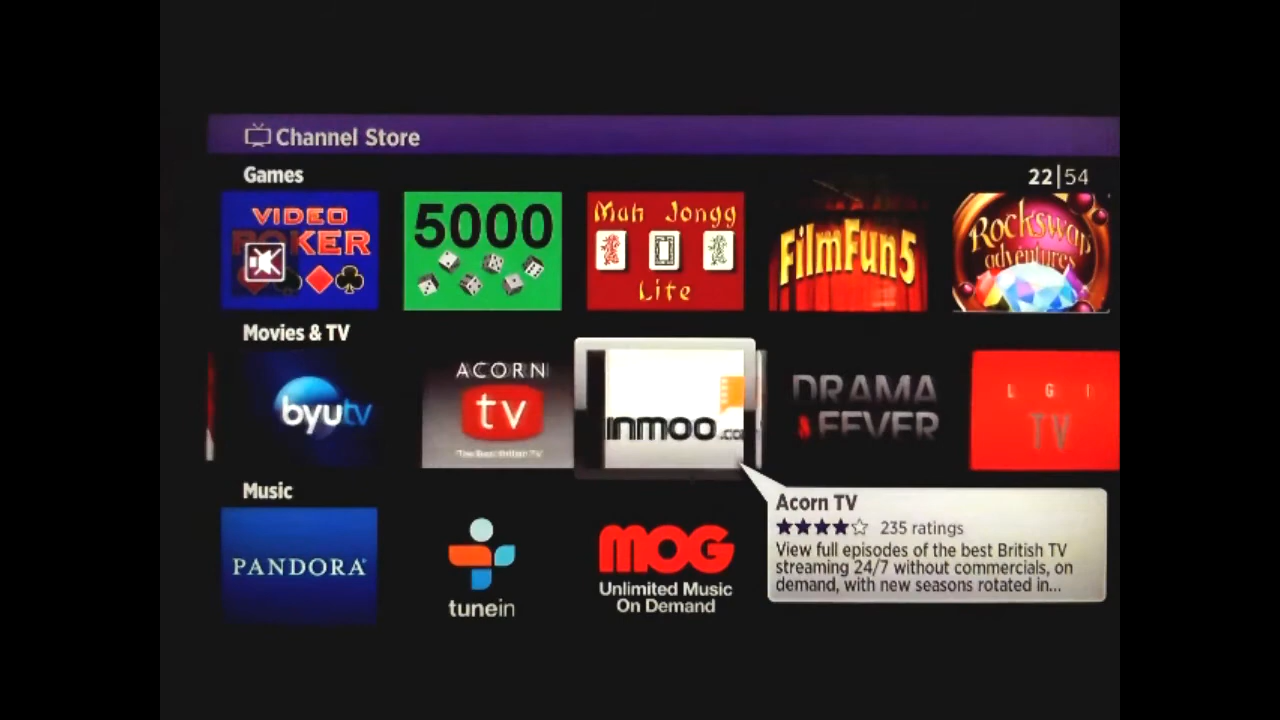 Channel Store
Games
22|54
VIDEO
POKER
5000
Mah Jongg
Lite
FilmFun5
Rockswap
adventures
Movies & TV
byutv
ACORN
tv
The Best British TV
INMOO.co
DRAMA
FEVER
L G I
TV
Music
PANDORA
tunein
MOG
Unlimited Music
On Demand
Acorn TV
235 ratings
View full episodes of the best British TV
streaming 24/7 without commercials, on
demand, with new seasons rotated in...